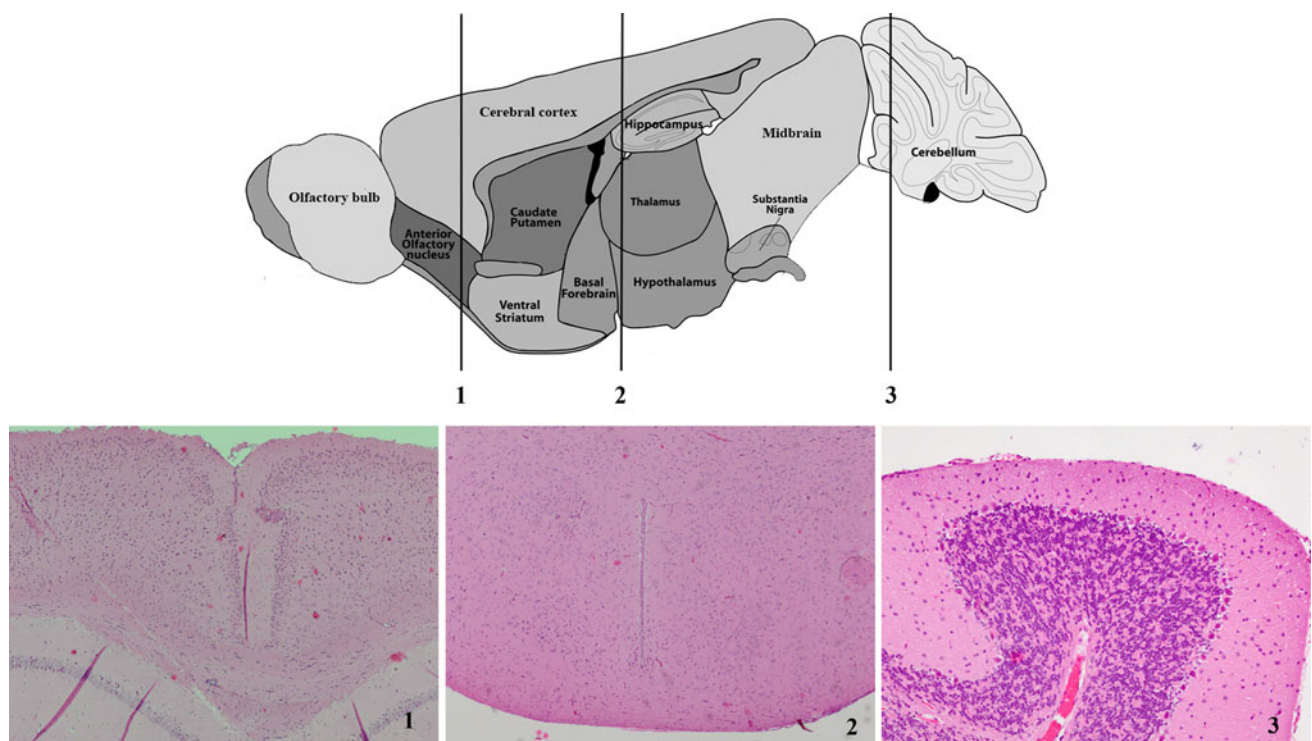 Cerebral cortex
Hippocampus
Midbrain
Cerebellum
Olfactory bulb
Caudate
Putamen
Thalamus
Substantia
Nigra
Anterior
Olfactory
nucleus
Basal
Forebrain
Hypothalamus
Ventral
Striatum
1
2
3
1
2
3